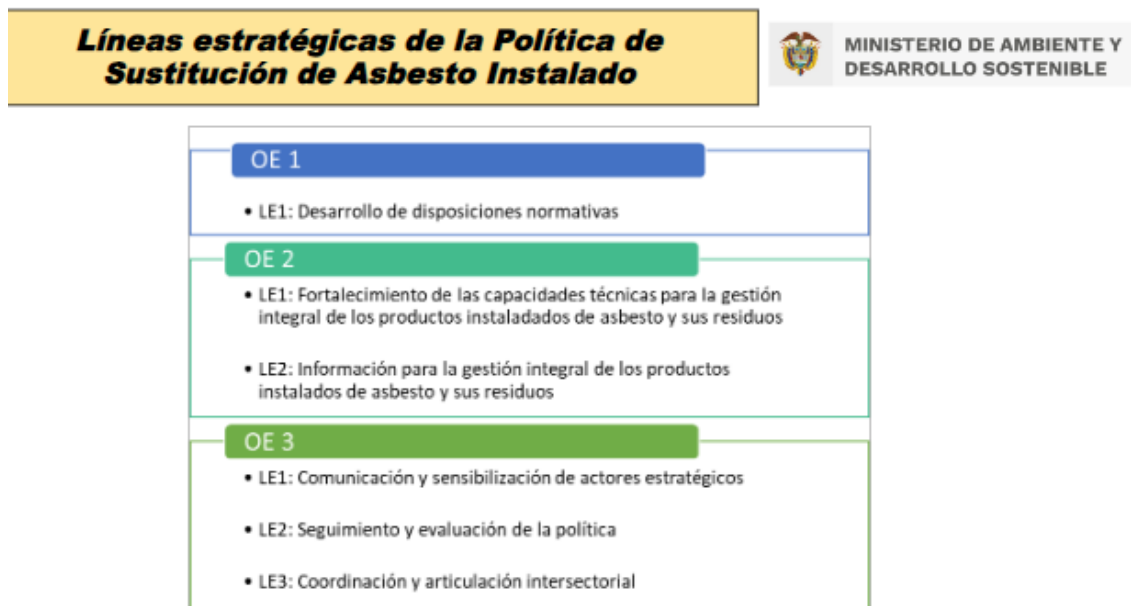 Líneas estratégicas de la Política de
Sustitución de Asbesto Instalado
MINISTERIO DE AMBIENTE Y
DESARROLLO SOSTENIBLE
OE 1
• LE1: Desarrollo de disposiciones normativas
OE 2
• LE1: Fortalecimiento de las capacidades técnicas para la gestión
integral de los productos instaladados de asbesto y sus residuos
• LE2: Información para la gestión integral de los productos
instalados de asbesto y sus residuos
OE 3
• LE1: Comunicación y sensibilización de actores estratégicos
• LE2: Seguimiento y evaluación de la política
• LE3: Coordinación y articulación intersectorial